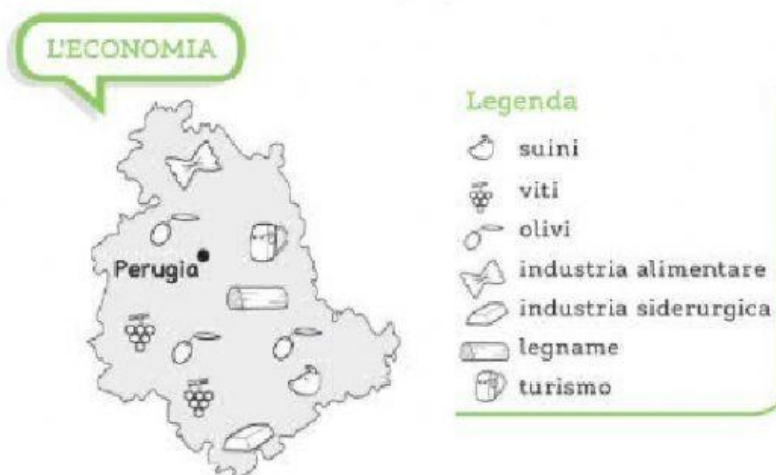 L'ECONOMIA
Perugia
Legenda
suini
viti
olivi
industria alimentare
industria siderurgica
legname
turismo